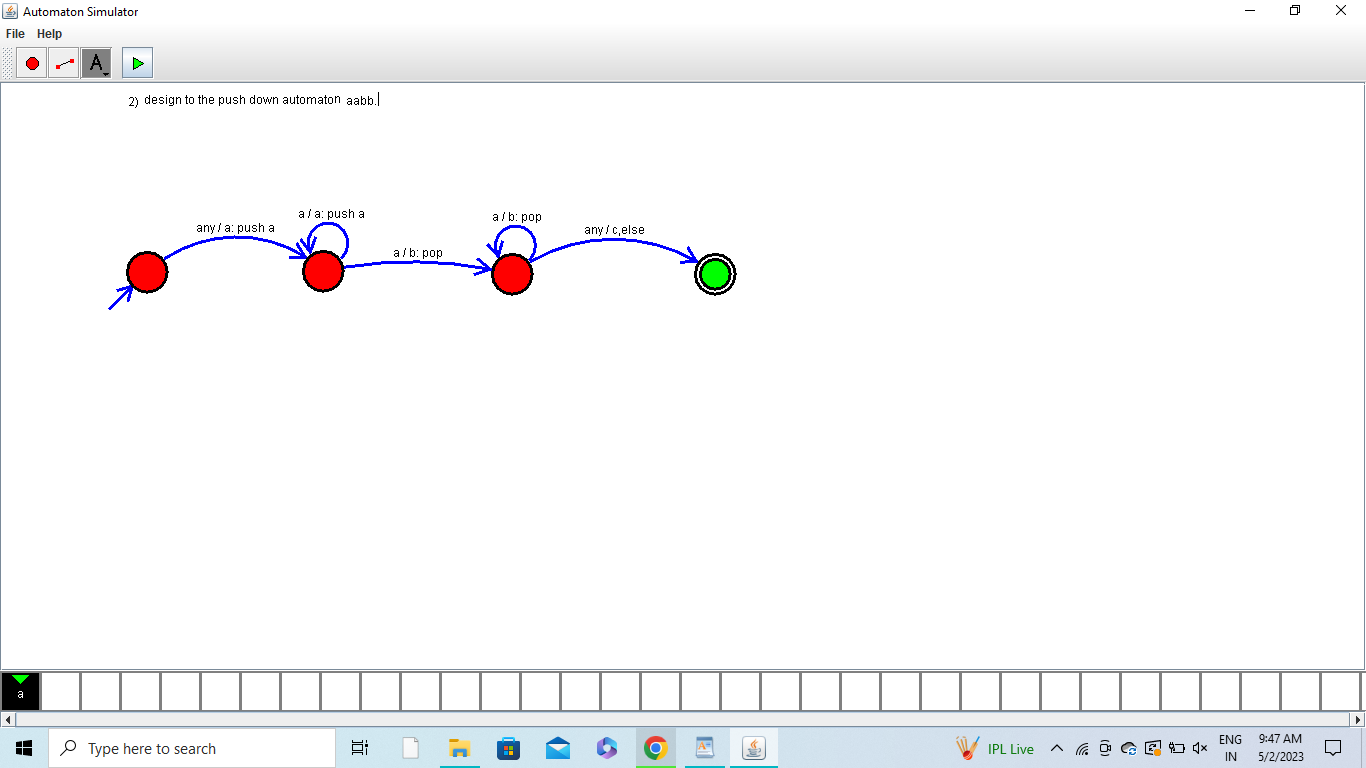 Automaton Simulator
File Help
A
2) design to the push down automaton aabb.
a / a: push a
a / b: pop
any / a: push a
any / c,else
a / b: pop
a
Type here to search
IPL Live
ENG
IN
9:47 AM
5/2/2023